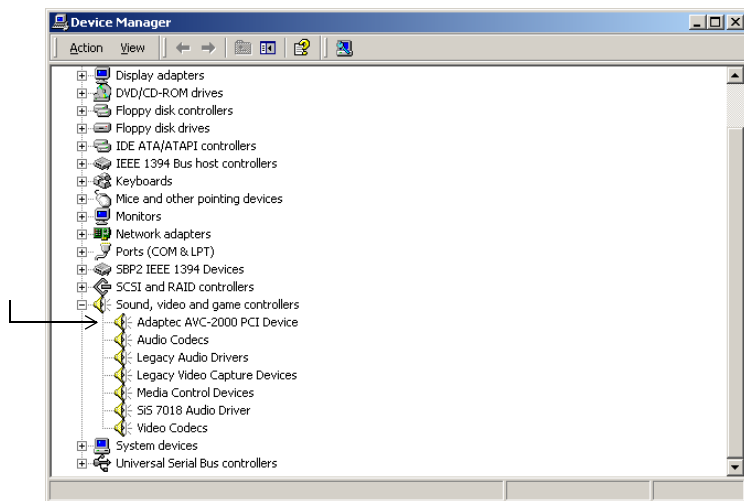 Device Manager
Action View
Display adapters
DVD/CD-ROM drives
Floppy disk controllers
Floppy disk drives
IDE ATA/ATAPI controllers
IEEE 1394 Bus host controllers
Keyboards
Mice and other pointing devices
Monitors
Network adapters
Ports (COM & LPT)
SBP2 IEEE 1394 Devices
SCSI and RAID controllers
Sound, video and game controllers
Adaptec AVC-2000 PCI Device
Audio Codecs
Legacy Audio Drivers
Legacy Video Capture Devices
Media Control Devices
SiS 7018 Audio Driver
Video Codecs
System devices
Universal Serial Bus controllers